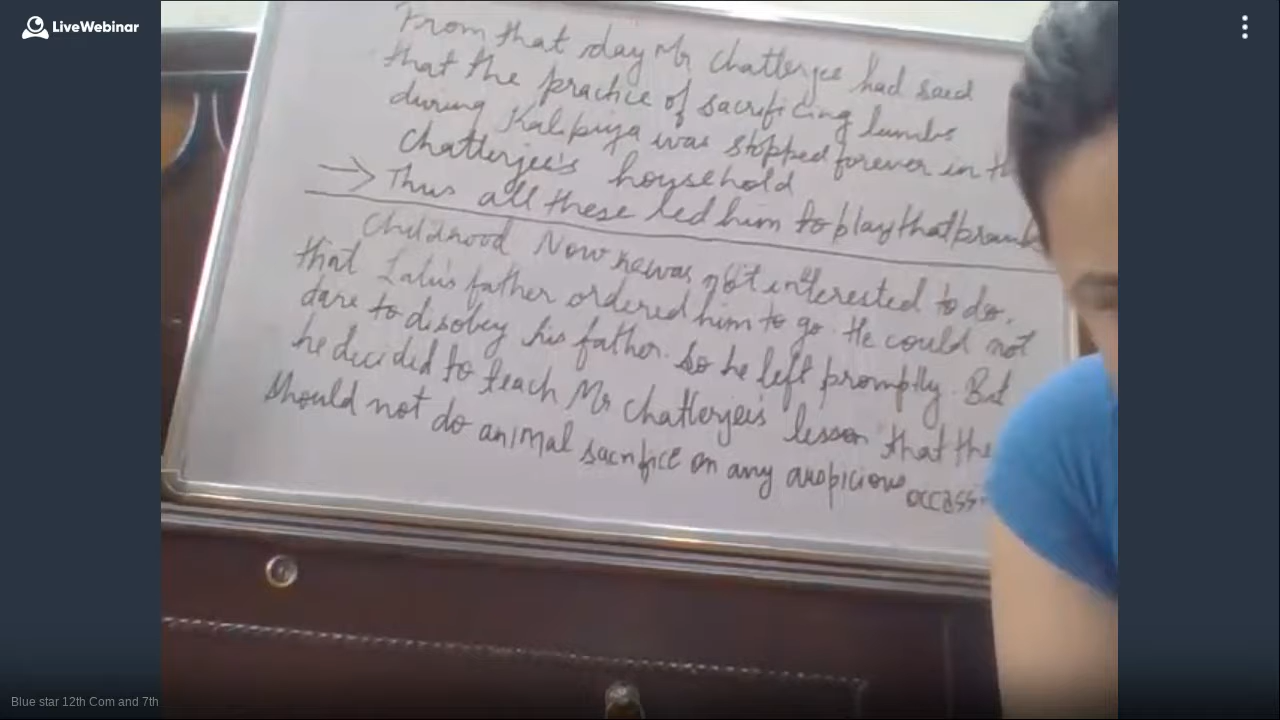 LiveWebinar
From that day Mr Chatterjee had said
that the practice of sacrificing lambs
during Kalipuja was stopped forever in th
Chatterjee's household
→ Thus all these led him to play that prank
Childhood Now he was not interested to do.
that Lalu's father ordered him to go. He could not
dare to disobey his father. So he left promptly. But
he decided to teach Mr Chatterjee's lesson that the
should not do animal sacrifice on any auspicious occassi
Blue star 12th Com and 7th